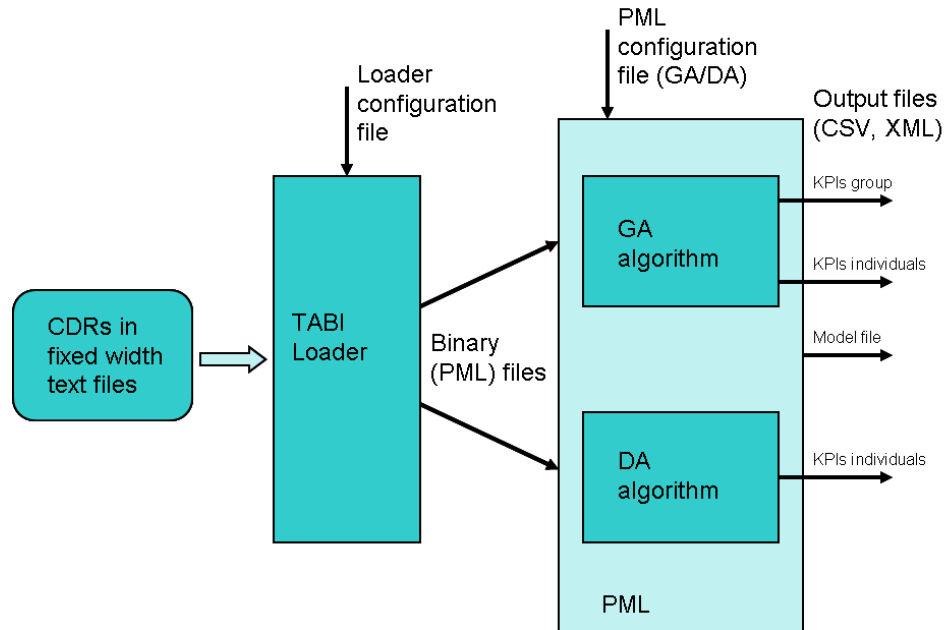 PML
configuration
file (GA/DA)
Loader
configuration
file
Output files
(CSV, XML)
KPIs group
GA
algorithm
KPIs individuals
CDRs in
fixed width
text files
TABI
Loader
Binary
(PML) files
Model file
DA
algorithm
KPIs individuals
PML